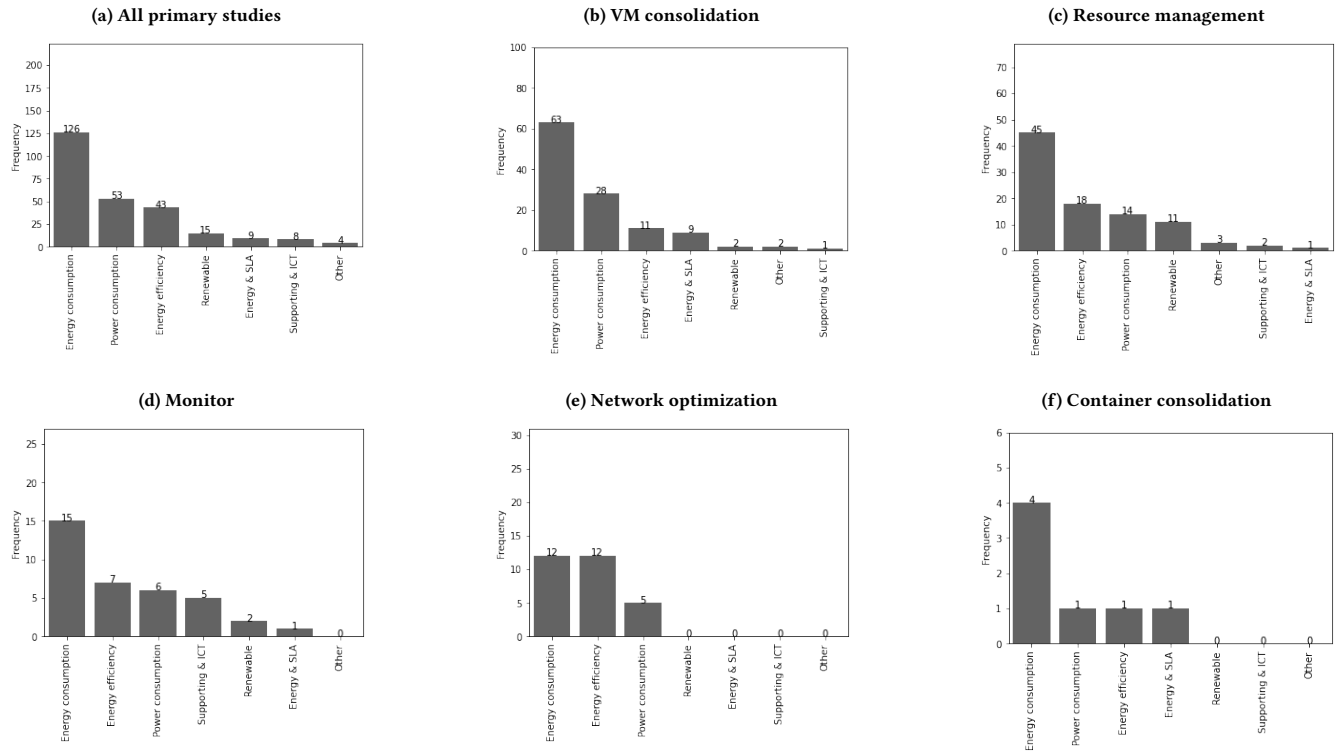 (a) All primary studies
200
175
150
125
100
75
50
25
0
Frequency
126
53
43
15
9
8
4
Energy consumption
Power consumption
Energy efficiency
Renewable
Energy & SLA
Supporting & ICT
Other
(b) VM consolidation
100
80
60
40
20
0
Frequency
63
28
11
9
2
2
1
Energy consumption
Power consumption
Energy efficiency
Energy & SLA
Renewable
Other
Supporting & ICT
(c) Resource management
70
60
50
40
30
20
10
0
Frequency
45
18
14
11
3
2
1
Energy consumption
Energy efficiency
Power consumption
Renewable
Other
Supporting & ICT
Energy & SLA
(d) Monitor
25
20
15
10
5
0
Frequency
15
7
6
5
2
1
0
Energy consumption
Energy efficiency
Power consumption
Supporting & ICT
Renewable
Energy & SLA
Other
(e) Network optimization
30
25
20
15
10
5
0
Frequency
12
12
5
0
0
0
0
Energy consumption
Energy efficiency
Power consumption
Renewable
Energy & SLA
Supporting & ICT
Other
(f) Container consolidation
6
5
4
3
2
1
0
Frequency
4
1
1
1
0
0
0
Energy consumption
Power consumption
Energy efficiency
Energy & SLA
Renewable
Supporting & ICT
Other